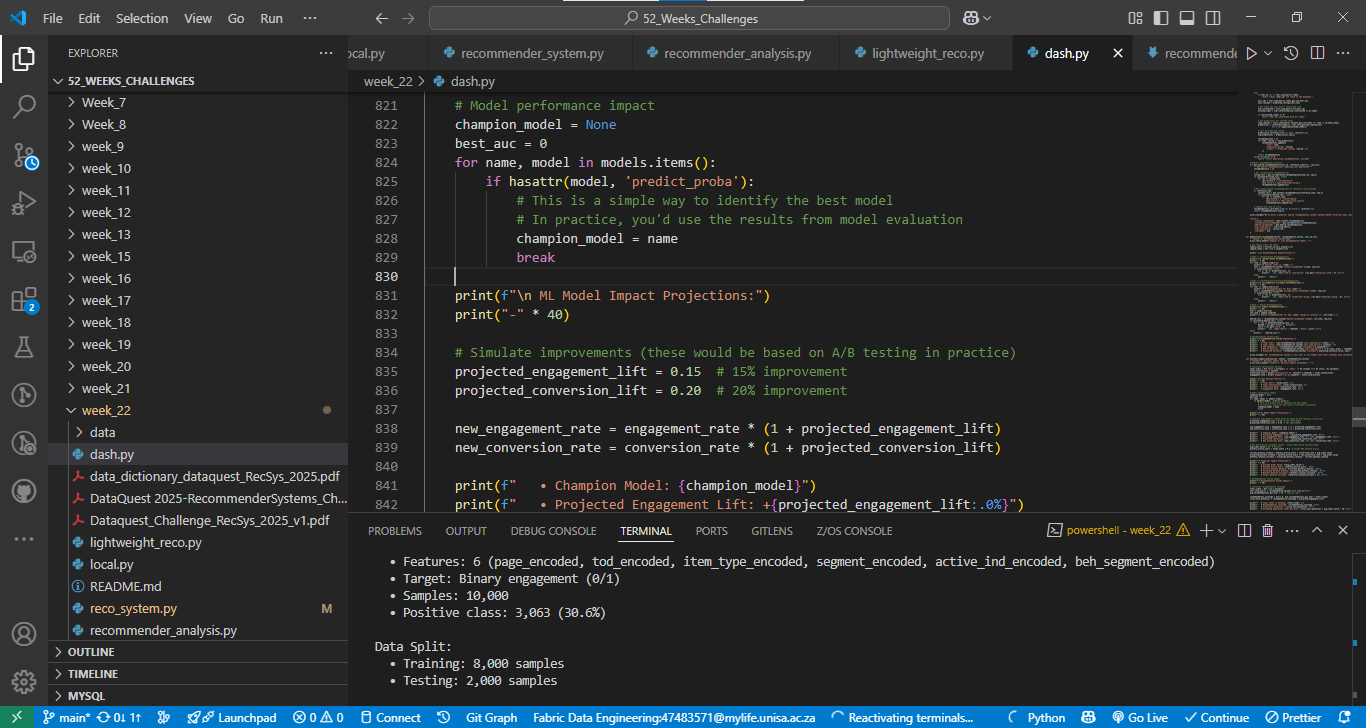 File Edit Selection View Go Run ··· 52_Weeks_Challenges
EXPLORER ···
52_WEEKS_CHALLENGES
Week_7
Week_8
week_9
week_10
week_11
week_12
week_13
week_15
week_16
week_17
week_18
week_19
week_20
week_21
week_22
data
dash.py
data_dictionary_dataquest_RecSys_2025.pdf
DataQuest 2025-RecommenderSystems_Ch...
Dataquest_Challenge_RecSys_2025_v1.pdf
lightweight_reco.py
local.py
README.md
reco_system.py M
recommender_analysis.py
OUTLINE
TIMELINE
MYSQL
2
ocal.py recommender_system.py recommender_analysis.py lightweight_reco.py dash.py recommende
week_22 > dash.py
821 # Model performance impact
822 champion_model = None
823 best_auc = 0
824 for name, model in models.items():
825 if hasattr(model, 'predict_proba'):
826 # This is a simple way to identify the best model
827 # In practice, you'd use the results from model evaluation
828 champion_model = name
829 break
830
831 print(f"\n ML Model Impact Projections:")
832 print("-" * 40)
833
834 # Simulate improvements (these would be based on A/B testing in practice)
835 projected_engagement_lift = 0.15 # 15% improvement
836 projected_conversion_lift = 0.20 # 20% improvement
837
838 new_engagement_rate = engagement_rate * (1 + projected_engagement_lift)
839 new_conversion_rate = conversion_rate * (1 + projected_conversion_lift)
840
841 print(f" • Champion Model: {champion_model}")
842 print(f" • Projected Engagement Lift: +{projected_engagement_lift:.0%}")
PROBLEMS OUTPUT DEBUG CONSOLE TERMINAL PORTS GITLENS Z/OS CONSOLE powershell - week_22
• Features: 6 (page_encoded, tod_encoded, item_type_encoded, segment_encoded, active_ind_encoded, beh_segment_encoded)
• Target: Binary engagement (0/1)
• Samples: 10,000
• Positive class: 3,063 (30.6%)
Data Split:
• Training: 8,000 samples
• Testing: 2,000 samples
main* 0↓ 1↑ Launchpad 0 0 Connect Git Graph Fabric Data Engineering:47483571@mylife.unisa.ac.za Reactivating terminals... Python Go Live Continue Prettier